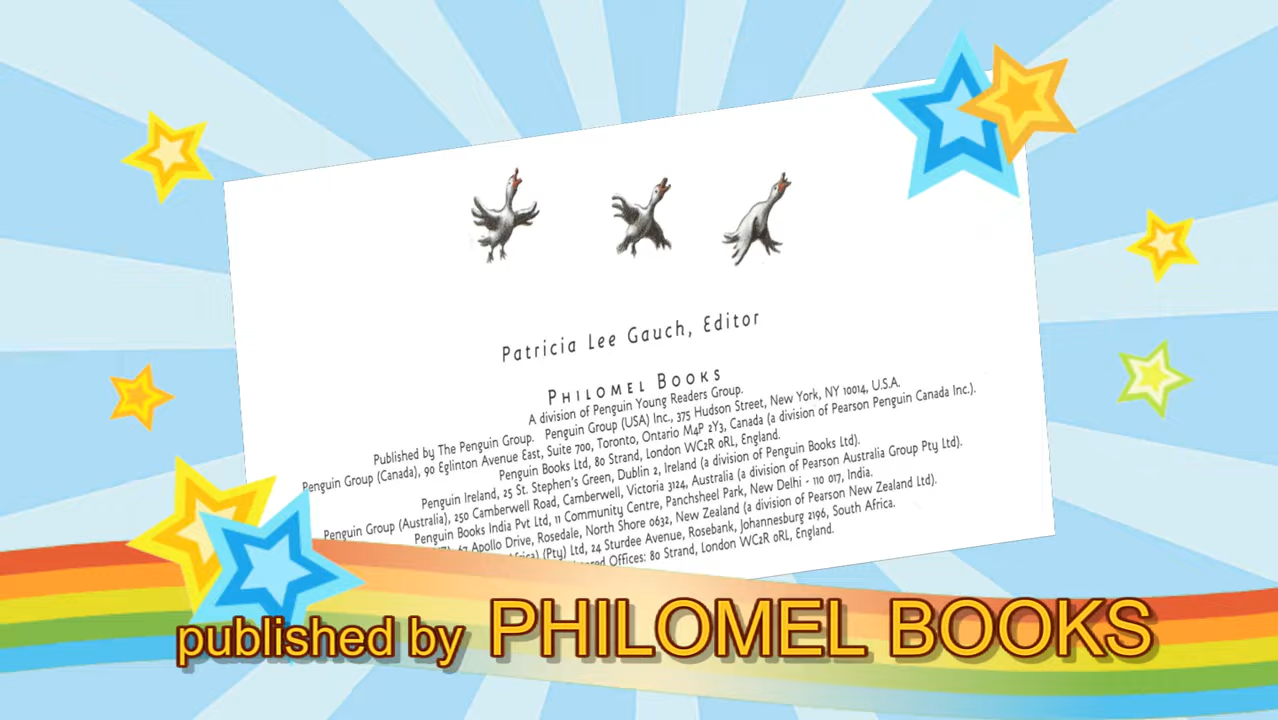 Patricia Lee Gauch, Editor
PHILOMEL BOOKS
A division of Penguin Young Readers Group.
Published by The Penguin Group. Penguin Group (USA) Inc., 375 Hudson Street, New York, NY 10014, U.S.A.
Penguin Group (Canada), 90 Eglinton Avenue East, Suite 700, Toronto, Ontario M4P 2Y3, Canada (a division of Pearson Penguin Canada Inc.).
Penguin Books Ltd, 80 Strand, London WC2R 0RL, England.
Penguin Ireland, 25 St. Stephen's Green, Dublin 2, Ireland (a division of Penguin Books Ltd).
Penguin Group (Australia), 250 Camberwell Road, Camberwell, Victoria 3124, Australia (a division of Pearson Australia Group Pty Ltd).
Penguin Books India Pvt Ltd, 11 Community Centre, Panchsheel Park, New Delhi - 110 017, India.
67 Apollo Drive, Rosedale, North Shore 0632, New Zealand (a division of Pearson New Zealand Ltd).
(Pty) Ltd, 24 Sturdee Avenue, Rosebank, Johannesburg 2196, South Africa.
Offices: 80 Strand, London WC2R 0RL, England.
published by PHILOMEL BOOKS